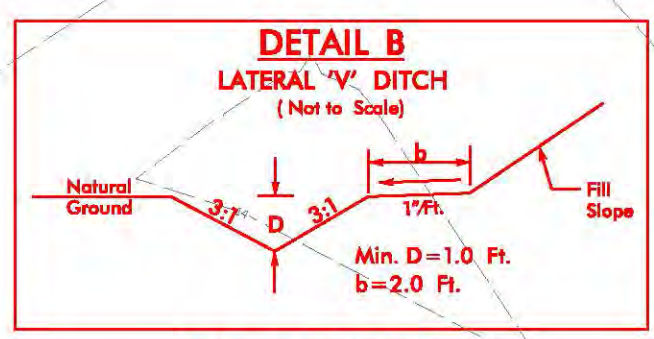 DETAIL B
LATERAL 'V' DITCH
( Not to Scale)
b
Natural
Ground
3:1
D
3:1
1"/Ft.
Fill
Slope
Min. D=1.0 Ft.
b=2.0 Ft.